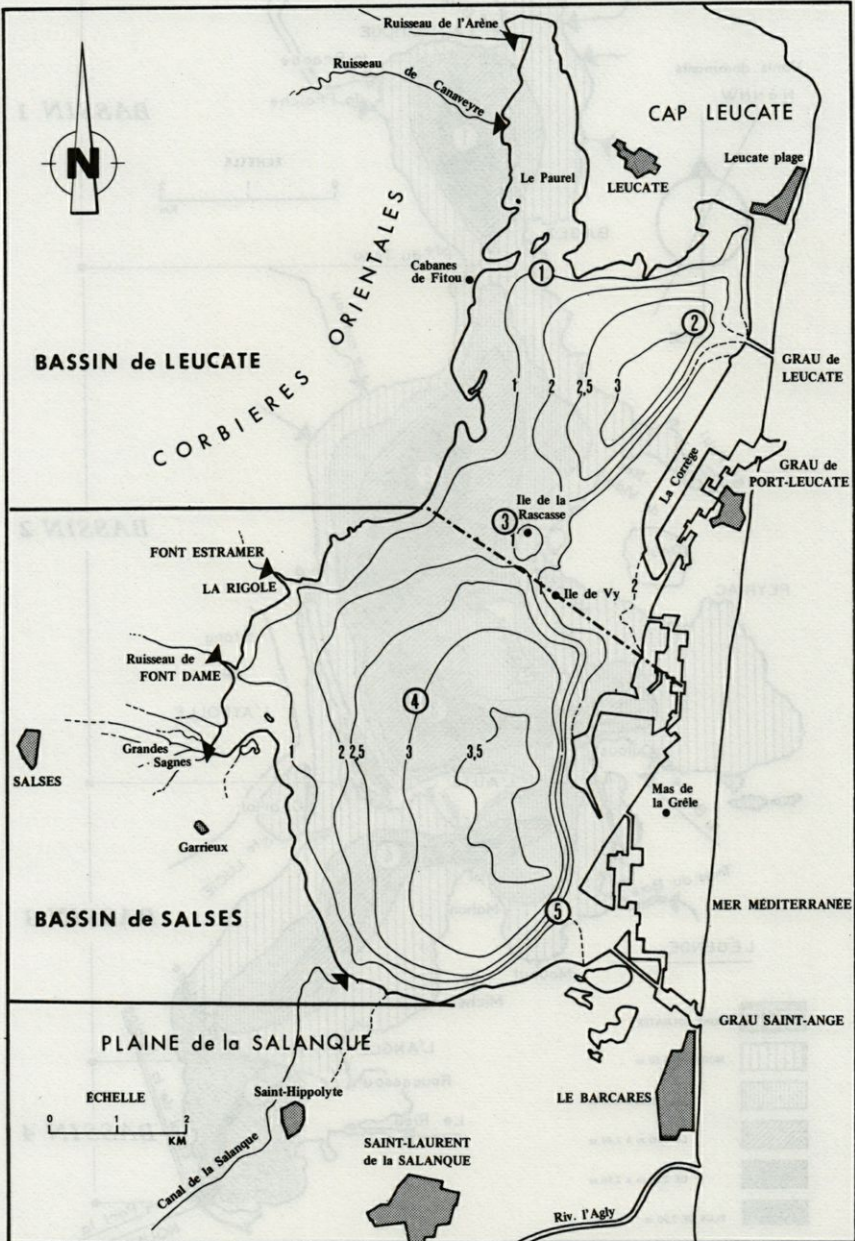 Ruisseau de l'Arène
Ruisseau de Canaveyre
N
CAP LEUCATE
Leucate plage
LEUCATE
Le Paurel
Cabanes
de Fitou
1
2
CORBIERES ORIENTALES
BASSIN de LEUCATE
1
2
2,5
3
GRAU de
LEUCATE
La Corrège
GRAU de
PORT-LEUCATE
Ile de la
Rascasse
3
FONT ESTRAMER
LA RIGOLE
Ile de Vy
2
Ruisseau de
FONT DAME
4
Grandes
Sagnes
SALSES
1
2
2,5
3
3,5
Mas de
la Grêle
Garrieux
5
MER MÉDITERRANÉE
BASSIN de SALSES
GRAU SAINT-ANGE
PLAINE de la SALANQUE
ÉCHELLE
0 1 2
KM
Saint-Hippolyte
LE BARCARES
Canal de la Salanque
SAINT-LAURENT
de la SALANQUE
Riv. l'Agly